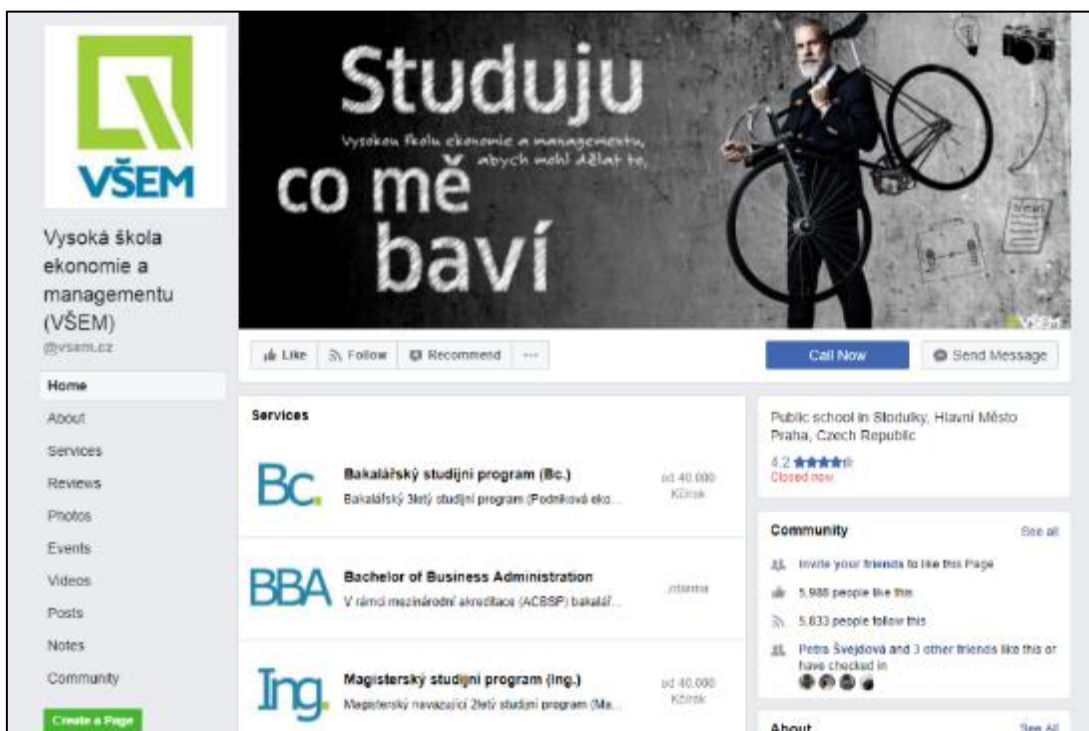 VŠEM
Vysoká škola
ekonomie a
managementu
(VŠEM)
@vsem.cz
Home
About
Services
Reviews
Photos
Events
Videos
Posts
Notes
Community
Create a Page
Studuju
Vysokou školu ekonomie a managementu,
abych mohl dělat to,
co mě
baví
News
VŠEM
Like
Follow
Recommend
...
Call Now
Send Message
Services
Bc.
Bakalářský studijní program (Bc.)
Bakalářský 3letý studijní program (Podniková eko...
od 40.000
Kč/rok
BBA
Bachelor of Business Administration
V rámci mezinárodní akreditace (ACBSP) bakalář...
zdarma
Ing.
Magisterský studijní program (Ing.)
Magisterský navazující 2letý studijní program (Ma...
od 40.000
Kč/rok
Public school in Stodůlky, Hlavní Město
Praha, Czech Republic
4.2
Closed now
Community
See all
Invite your friends to like this Page
5,988 people like this
5,833 people follow this
Petra Švejdová and 3 other friends like this or
have checked in
About
See All